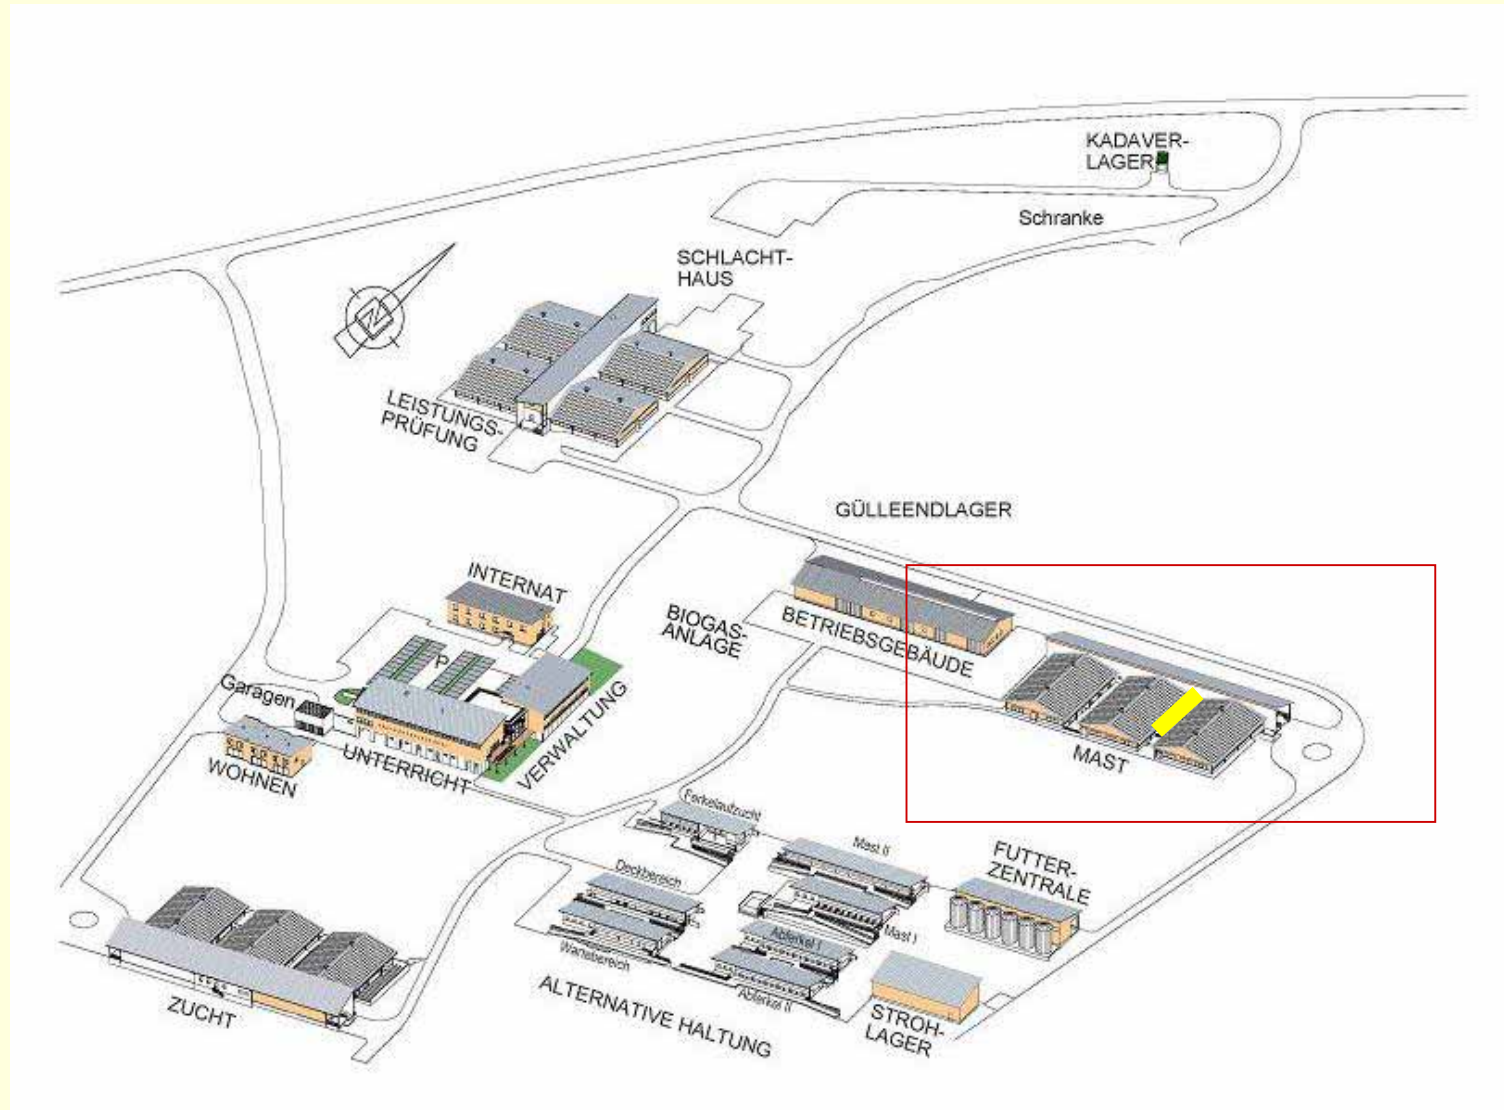 KADAVER-
LAGER
Schranke
SCHLACHT-
HAUS
N
LEISTUNGS-
PRÜFUNG
GÜLLEENDLAGER
INTERNAT
BIOGAS-
ANLAGE
BETRIEBSGEBÄUDE
P
Garagen
VERWALTUNG
UNTERRICHT
WOHNEN
MAST
Ferkelaufzucht
Mast II
FUTTER-
ZENTRALE
Deckbereich
Mast I
Abferkel I
Wartebereich
Abferkel II
ALTERNATIVE HALTUNG
STROH-
LAGER
ZUCHT